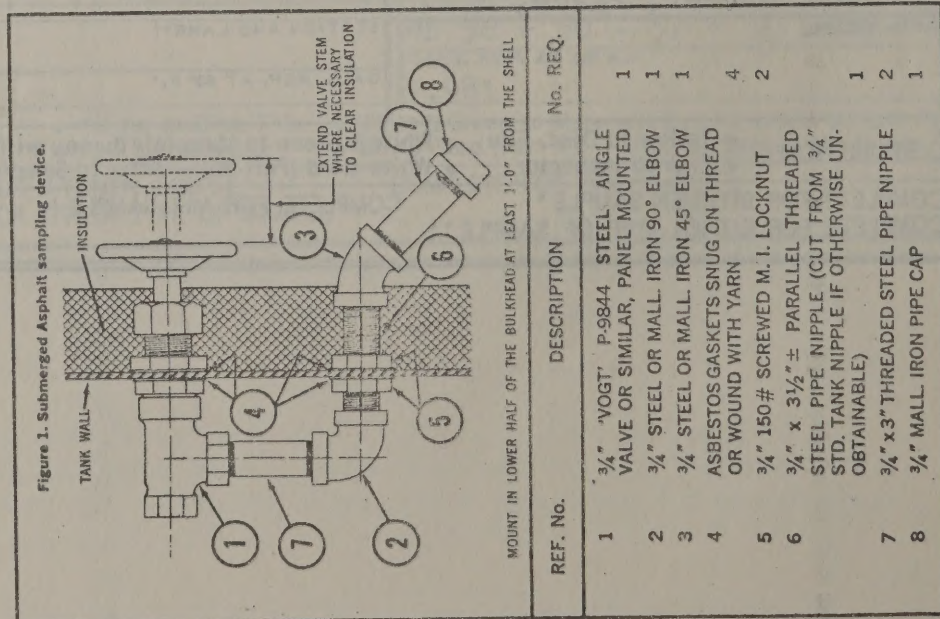 Figure 1. Submerged Asphalt sampling device.
TANK WALL
INSULATION
EXTEND VALVE STEM
WHERE NECESSARY
TO CLEAR INSULATION
1
7
2
4
5
6
3
7
8
MOUNT IN LOWER HALF OF THE BULKHEAD AT LEAST 1'-0" FROM THE SHELL
REF. No. DESCRIPTION No. REQ.
1 3/4" 'VOGT' P-9844 STEEL ANGLE
VALVE OR SIMILAR, PANEL MOUNTED 1
2 3/4" STEEL OR MALL. IRON 90° ELBOW 1
3 3/4" STEEL OR MALL. IRON 45° ELBOW 1
4 ASBESTOS GASKETS SNUG ON THREAD
OR WOUND WITH YARN 4
5 3/4" 150# SCREWED M. I. LOCKNUT 2
6 3/4" x 3 1/2" ± PARALLEL THREADED
STEEL PIPE NIPPLE (CUT FROM 3/4"
STD. TANK NIPPLE IF OTHERWISE UN-
OBTAINABLE) 1
7 3/4" x 3" THREADED STEEL PIPE NIPPLE 2
8 3/4" MALL. IRON PIPE CAP 1